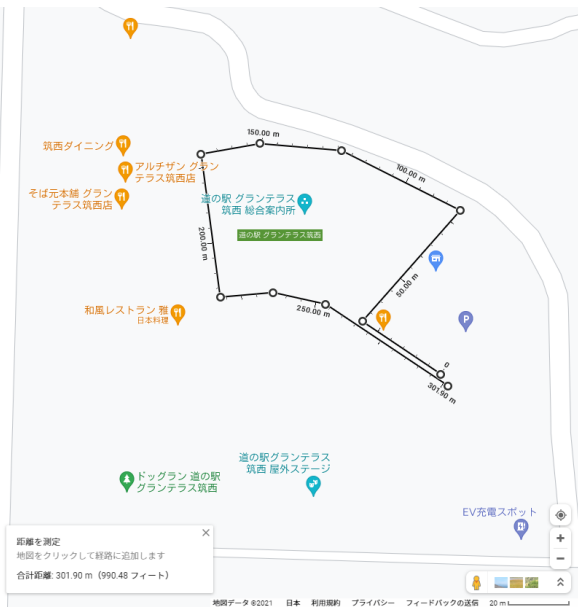 150.00 m
100.00 m
筑西ダイニング
アルチザン グラン
テラス筑西店
そば元本舗 グラン
テラス筑西店
道の駅 グランテラス
筑西 総合案内所
道の駅 グランテラス筑西
200.00 m
50.00 m
和風レストラン 雅
日本料理
250.00 m
P
0
301.90 m
道の駅グランテラス
筑西 屋外ステージ
ドッグラン 道の駅
グランテラス筑西
EV充電スポット
距離を測定
地図をクリックして経路に追加します
合計距離: 301.90 m（990.48 フィート）
地図データ ©2021 日本 利用規約 プライバシー フィードバックの送信 20 m